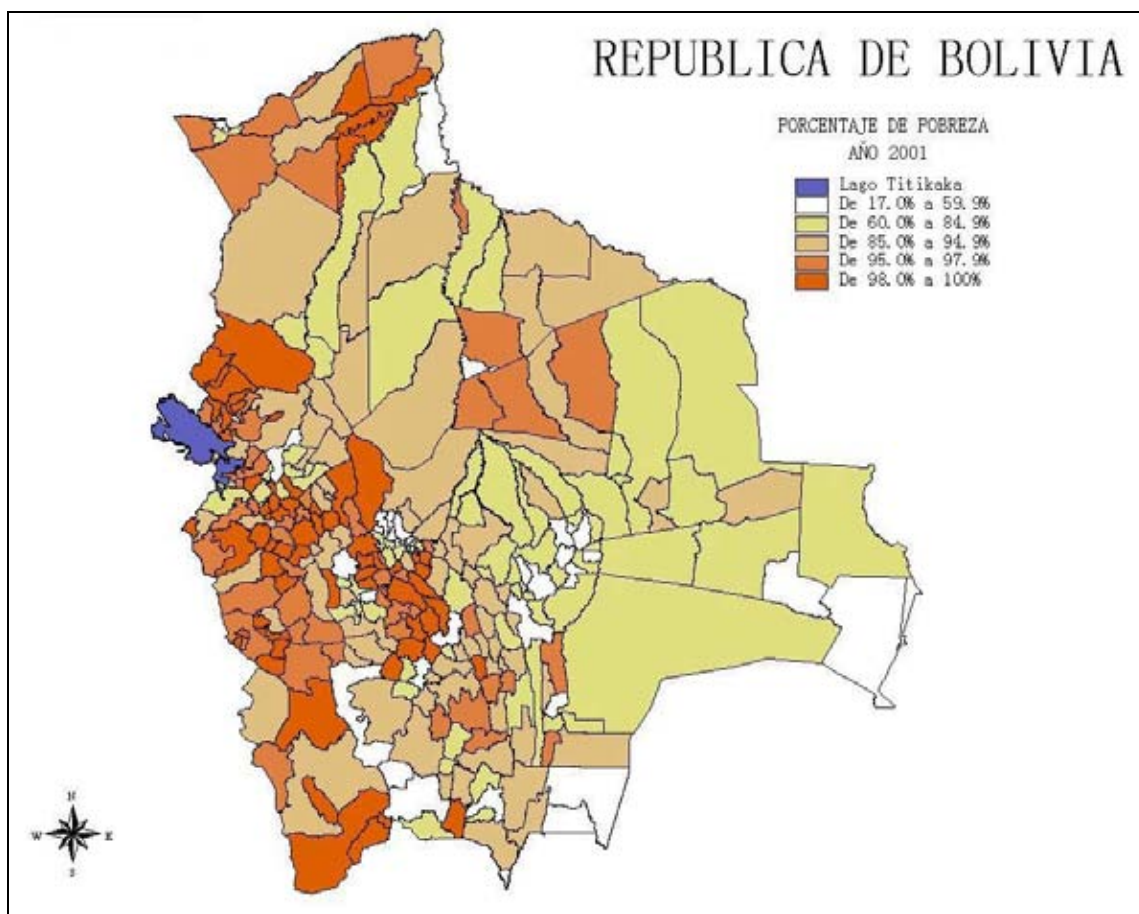 REPUBLICA DE BOLIVIA
PORCENTAJE DE POBREZA
AÑO 2001
Lago Titikaka
De 17.0% a 59.9%
De 60.0% a 84.9%
De 85.0% a 94.9%
De 95.0% a 97.9%
De 98.0% a 100%
N
W E
S